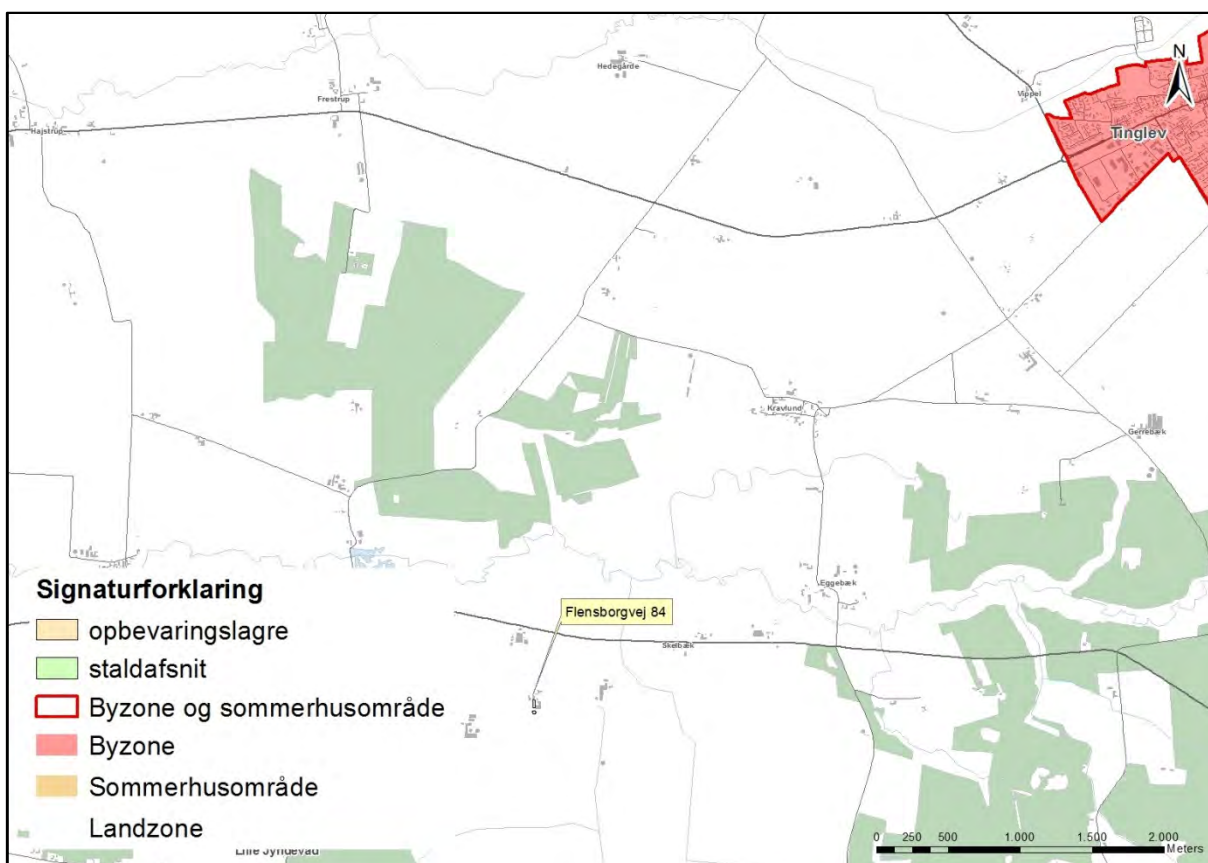 Hedegårde
N
Vippel
Frestrup
Hajstrup
Tinglev
Kravlund
Gerrebæk
Eggebæk
Signaturforklaring
Flensborgvej 84
opbevaringslagre
Skelbæk
staldafsnit
Byzone og sommerhusområde
Byzone
Sommerhusområde
Landzone
0 250 500 1.000 1.500 2.000
Meters
Lille Jyndevad